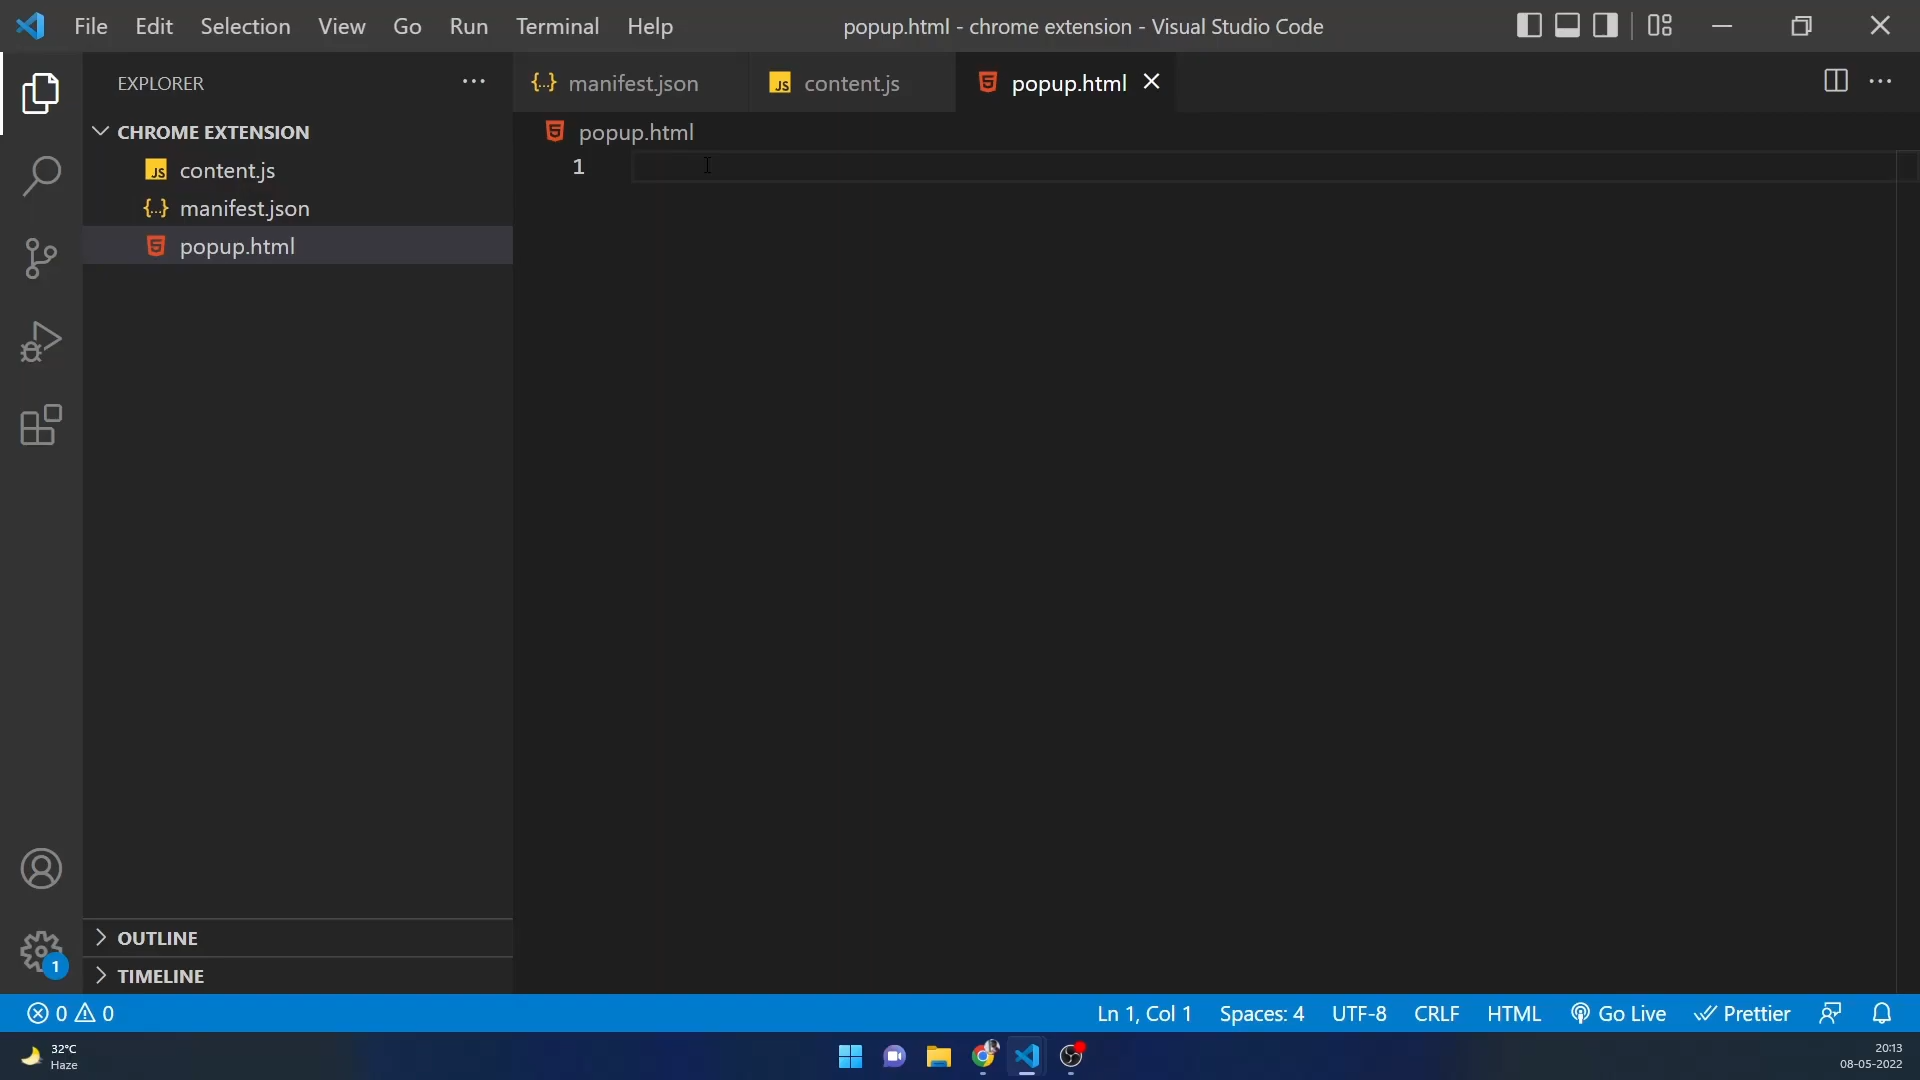 File Edit Selection View Go Run Terminal Help popup.html - chrome extension - Visual Studio Code
EXPLORER
manifest.json content.js popup.html
CHROME EXTENSION
popup.html
content.js
1
manifest.json
popup.html
OUTLINE
TIMELINE
1
0 0 Ln 1, Col 1 Spaces: 4 UTF-8 CRLF HTML Go Live Prettier
32°C
Haze
20:13
08-05-2022